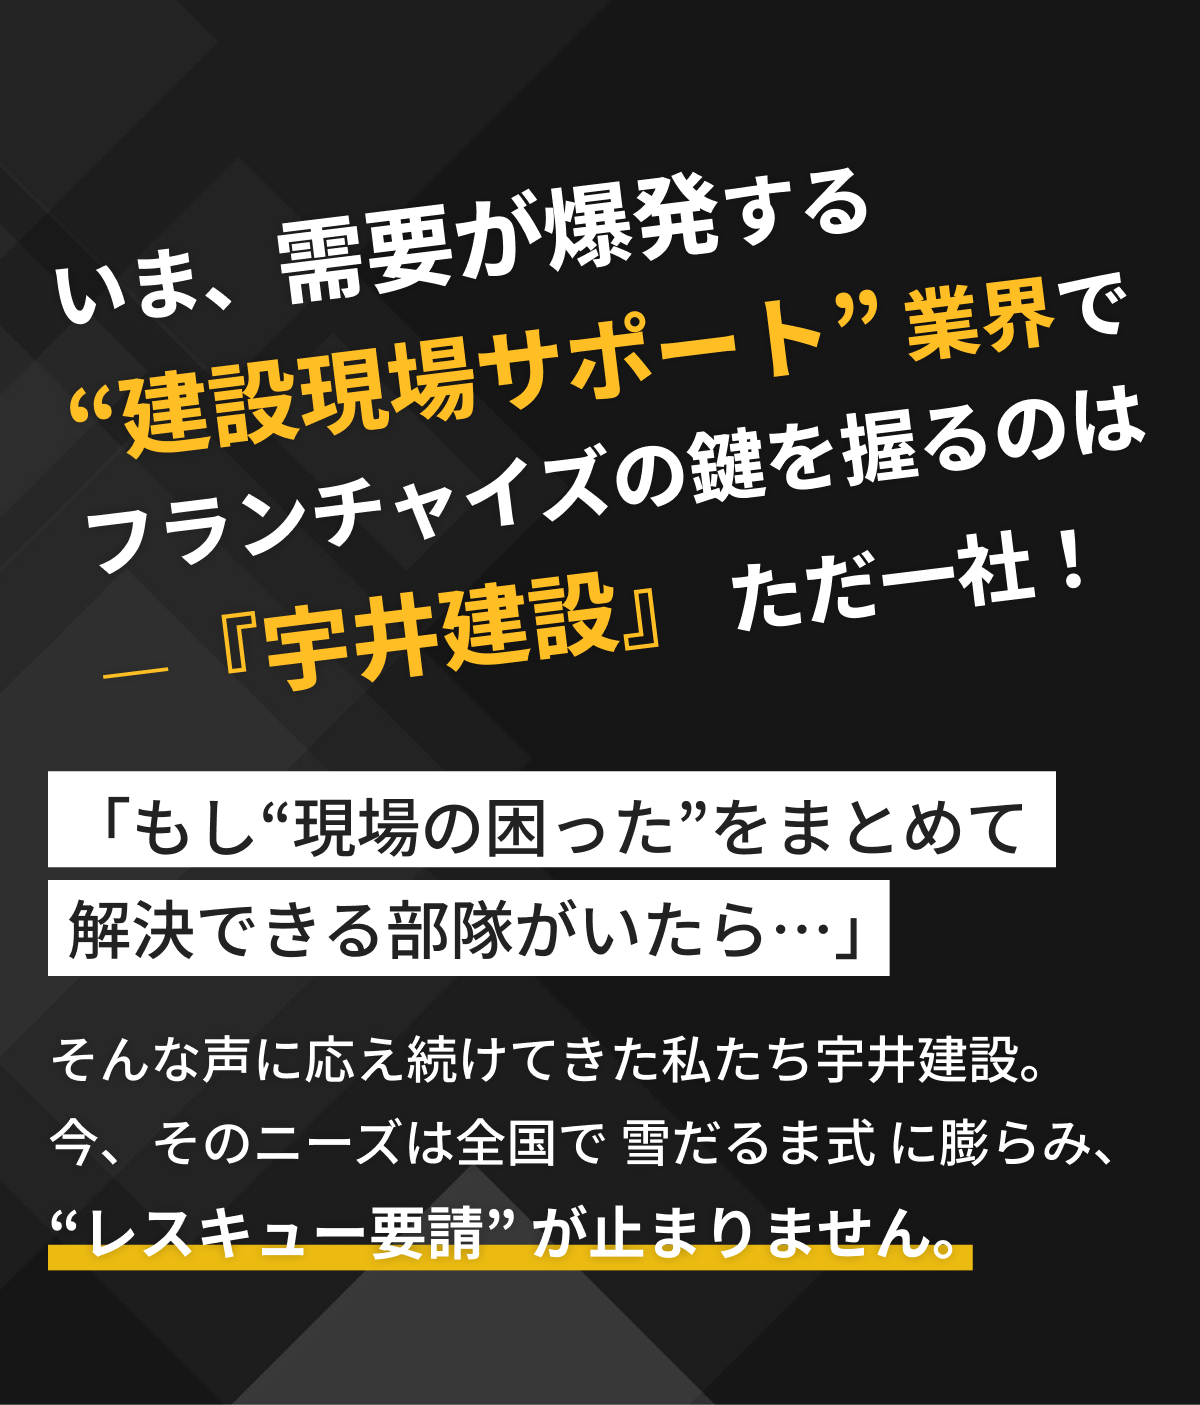 いま、需要が爆発する
“建設現場サポート” 業界で
フランチャイズの鍵を握るのは
―『宇井建設』 ただ一社！
「もし“現場の困った”をまとめて
解決できる部隊がいたら…」
そんな声に応え続けてきた私たち宇井建設。
今、そのニーズは全国で 雪だるま式 に膨らみ、
“レスキュー要請” が止まりません。